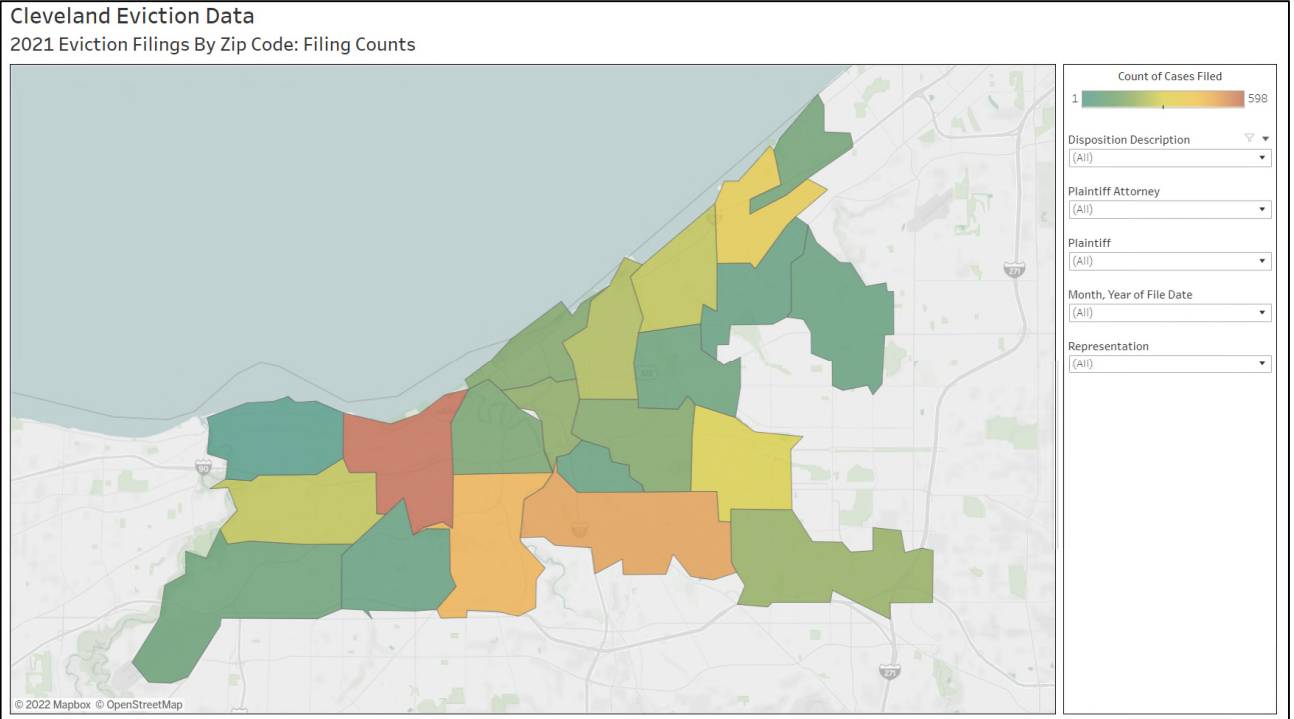 Cleveland Eviction Data
2021 Eviction Filings By Zip Code: Filing Counts
Count of Cases Filed
1 598
Disposition Description
(All)
Plaintiff Attorney
(All)
Plaintiff
(All)
Month, Year of File Date
(All)
Representation
(All)
271
90
271
© 2022 Mapbox © OpenStreetMap